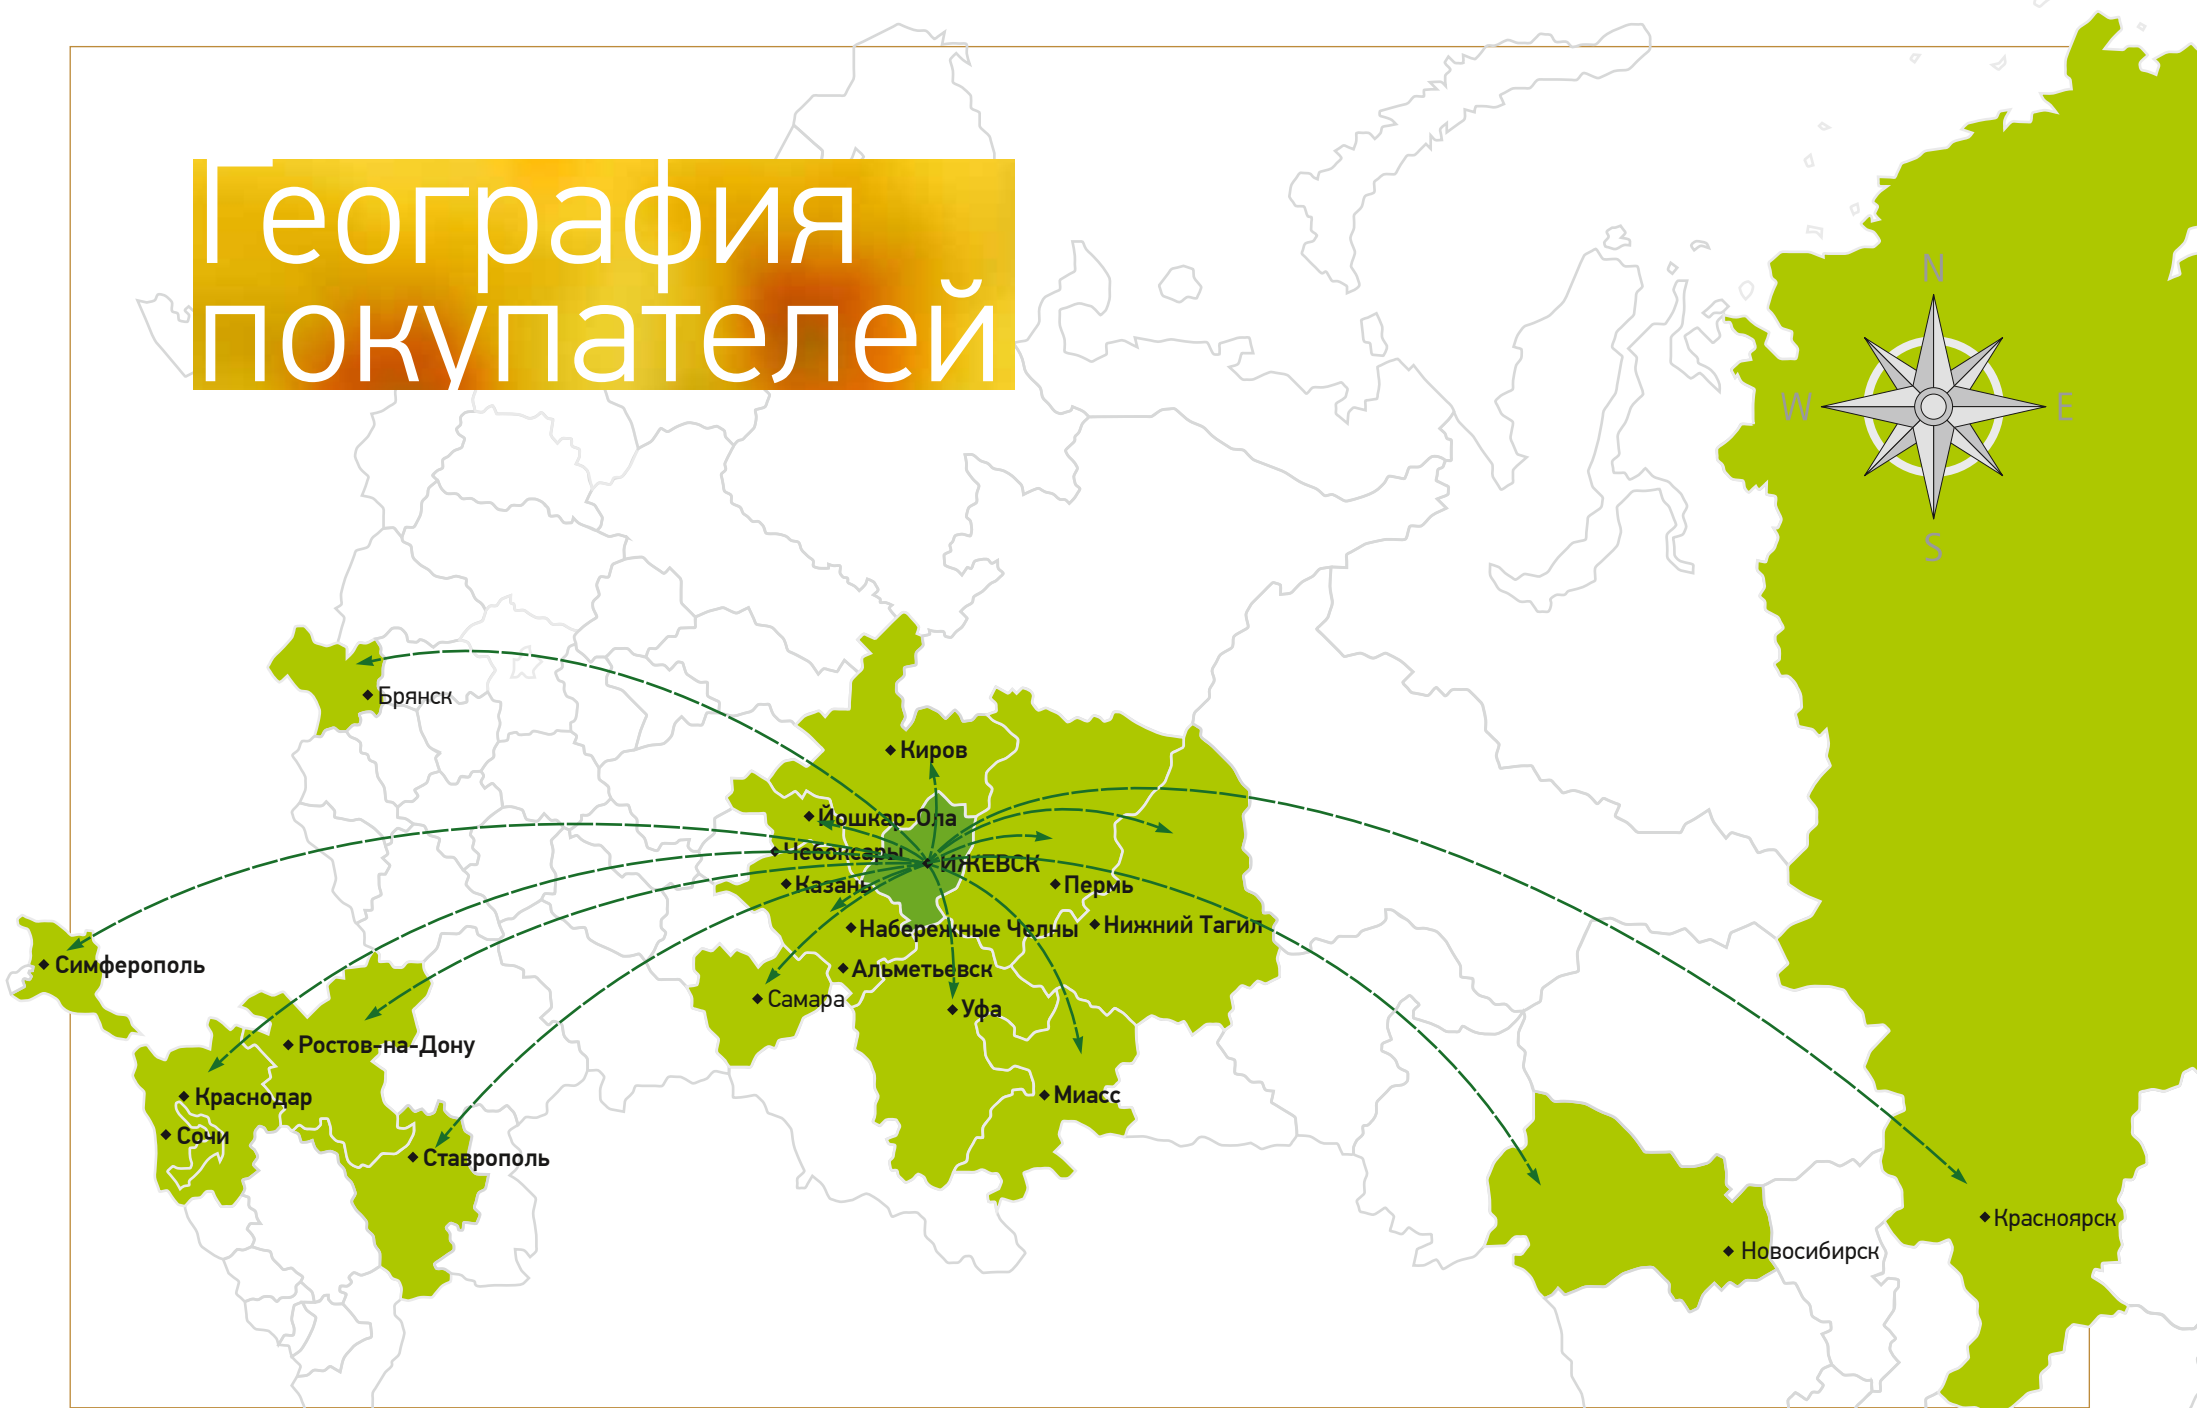 География
покупателей
N
W
E
S
Брянск
Киров
Йошкар-Ола
Чебоксары
ИЖЕВСК
Казань
Пермь
Набережные Челны
Нижний Тагил
Симферополь
Альметьевск
Самара
Уфа
Ростов-на-Дону
Краснодар
Миасс
Сочи
Ставрополь
Красноярск
Новосибирск